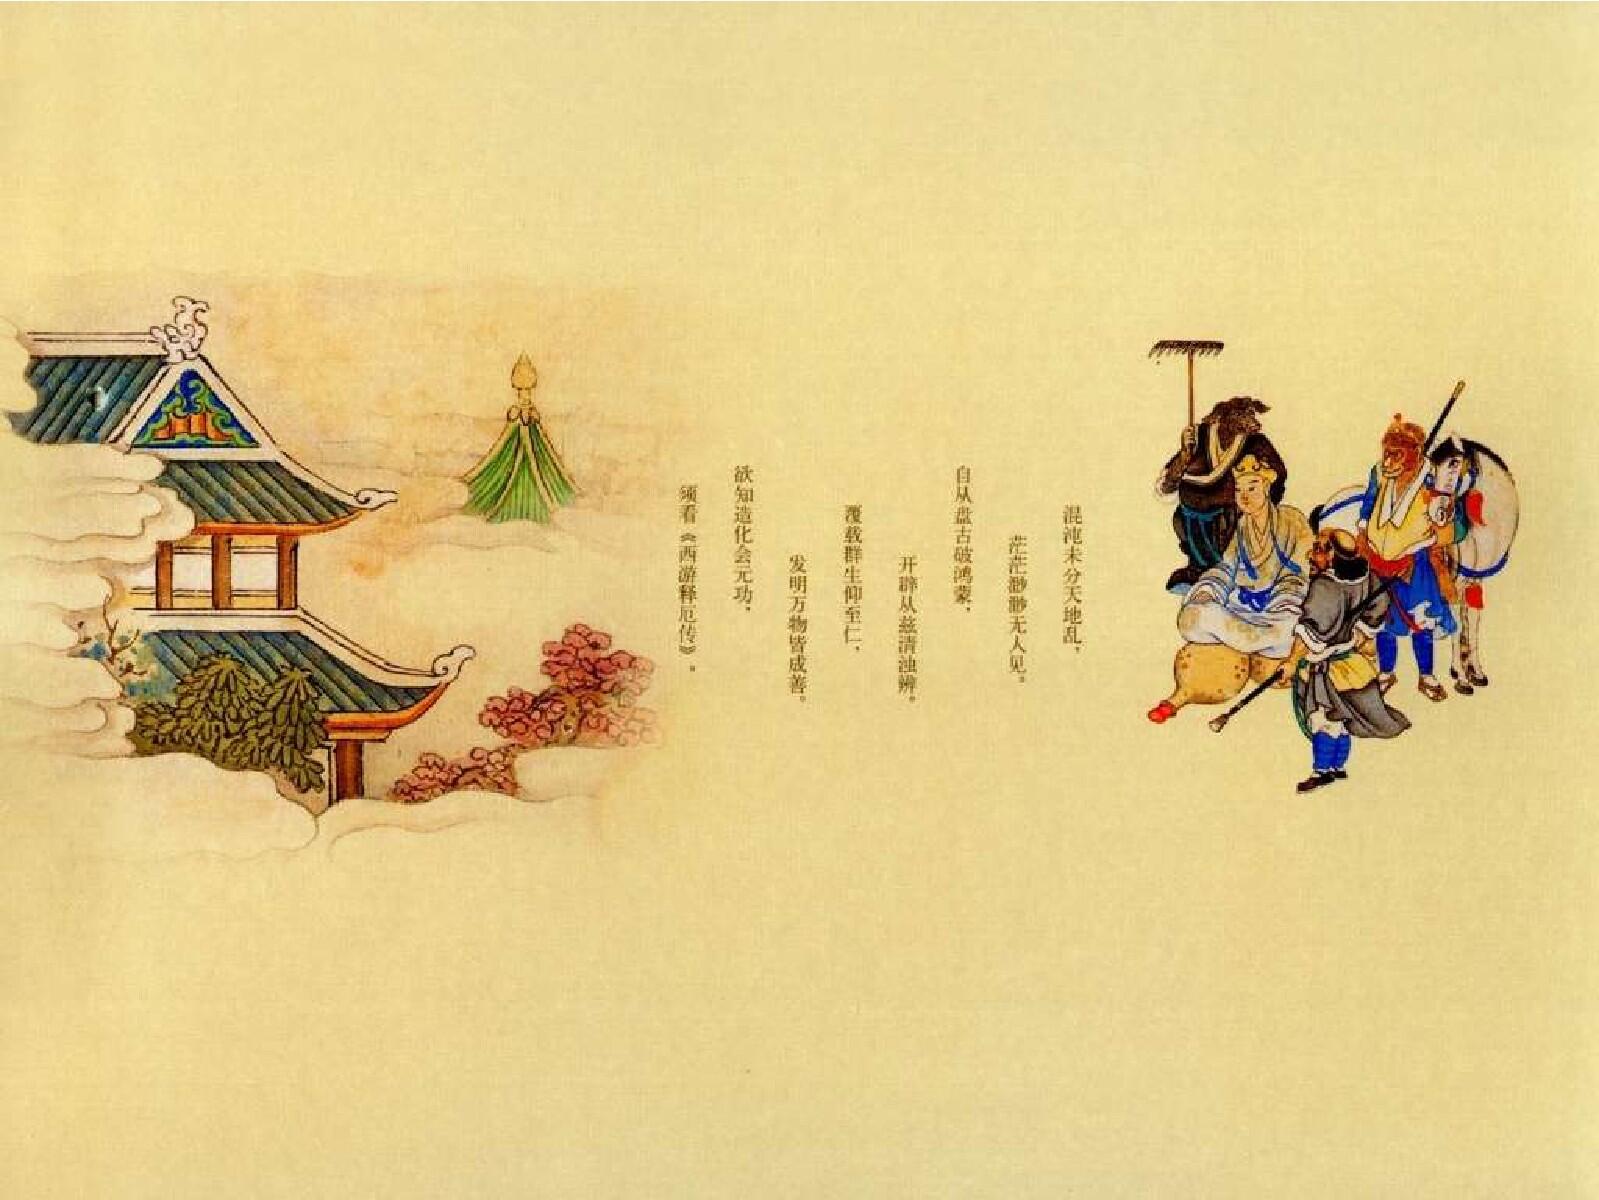 混沌未分天地乱，
茫茫渺渺无人见。
自从盘古破鸿蒙，
开辟从兹清浊辨。
覆载群生仰至仁，
发明万物皆成善。
欲知造化会元功，
须看《西游释厄传》。